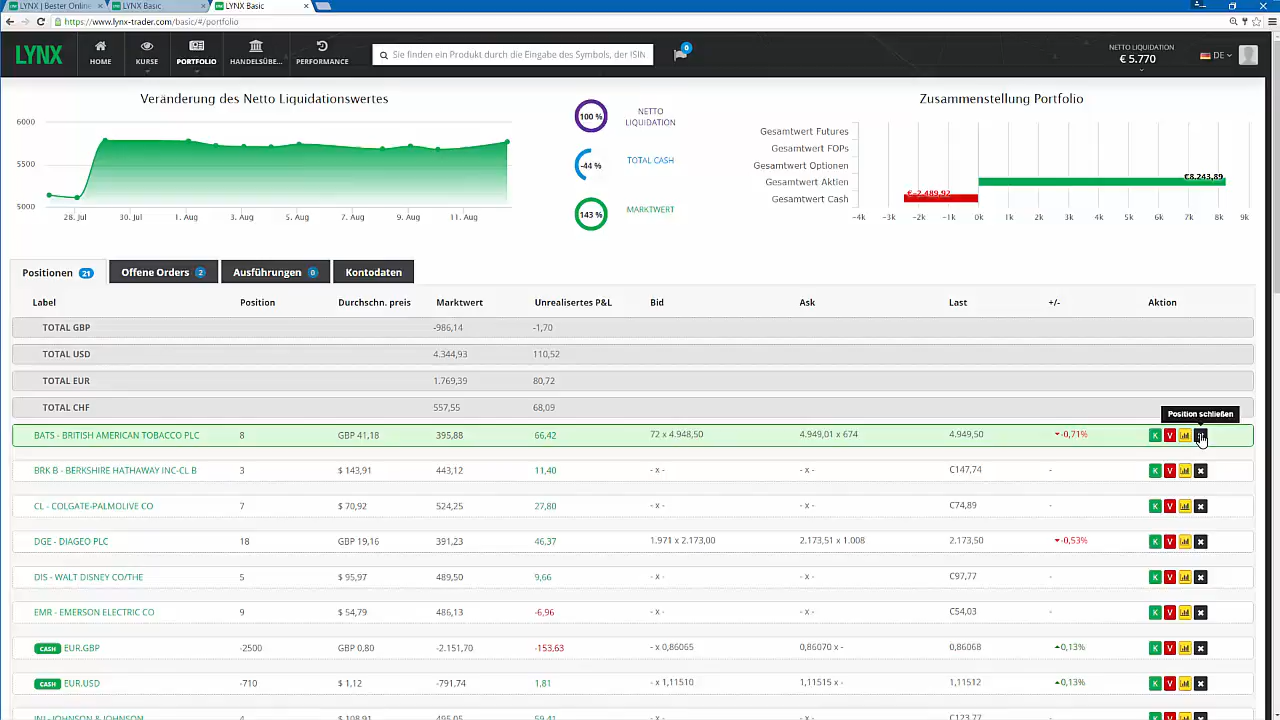 LYNX | Bester Online
LYNX Basic
LYNX Basic
https://www.lynx-trader.com/basic/#/portfolio
LYNX
HOME
KURSE
PORTFOLIO
HANDELSÜBE...
PERFORMANCE
Sie finden ein Produkt durch die Eingabe des Symbols, der ISIN
0
NETTO LIQUIDATION
€ 5.770
DE
Veränderung des Netto Liquidationswertes
6000
5500
5000
28. Jul
30. Jul
1. Aug
3. Aug
5. Aug
7. Aug
9. Aug
11. Aug
100 %
NETTO LIQUIDATION
-44 %
TOTAL CASH
143 %
MARKTWERT
Zusammenstellung Portfolio
Gesamtwert Futures
Gesamtwert FOPs
Gesamtwert Optionen
Gesamtwert Aktien
Gesamtwert Cash
€8.243,89
€-2.489,92
-4k -3k -2k -1k 0k 1k 2k 3k 4k 5k 6k 7k 8k 9k
Positionen 21
Offene Orders 2
Ausführungen 0
Kontodaten
Label Position Durchschn. preis Marktwert Unrealisertes P&L Bid Ask Last +/- Aktion
TOTAL GBP -986,14 -1,70
TOTAL USD 4.344,93 110,52
TOTAL EUR 1.769,39 80,72
TOTAL CHF 557,55 68,09
Position schließen
BATS - BRITISH AMERICAN TOBACCO PLC 8 GBP 41,18 395,88 66,42 72 x 4.948,50 4.949,01 x 674 4.949,50 -0,71% K V
BRK B - BERKSHIRE HATHAWAY INC-CL B 3 $ 143,91 443,12 11,40 - x - - x - C147,74 - K V
CL - COLGATE-PALMOLIVE CO 7 $ 70,92 524,25 27,80 - x - - x - C74,89 - K V
DGE - DIAGEO PLC 18 GBP 19,16 391,23 46,37 1.971 x 2.173,00 2.173,51 x 1.008 2.173,50 -0,53% K V
DIS - WALT DISNEY CO/THE 5 $ 95,97 489,50 9,66 - x - - x - C97,77 - K V
EMR - EMERSON ELECTRIC CO 9 $ 54,79 486,13 -6,96 - x - - x - C54,03 - K V
CASH EUR.GBP -2500 GBP 0,80 -2.151,70 -153,63 - x 0,86065 0,86070 x - 0,86068 0,13% K V
CASH EUR.USD -710 $ 1,12 -791,74 1,81 - x 1,11510 1,11515 x - 1,11512 0,13% K V
JNJ - JOHNSON & JOHNSON 4 $ 108,91 495,05 59,41 - x - - x - C123,77 - K V